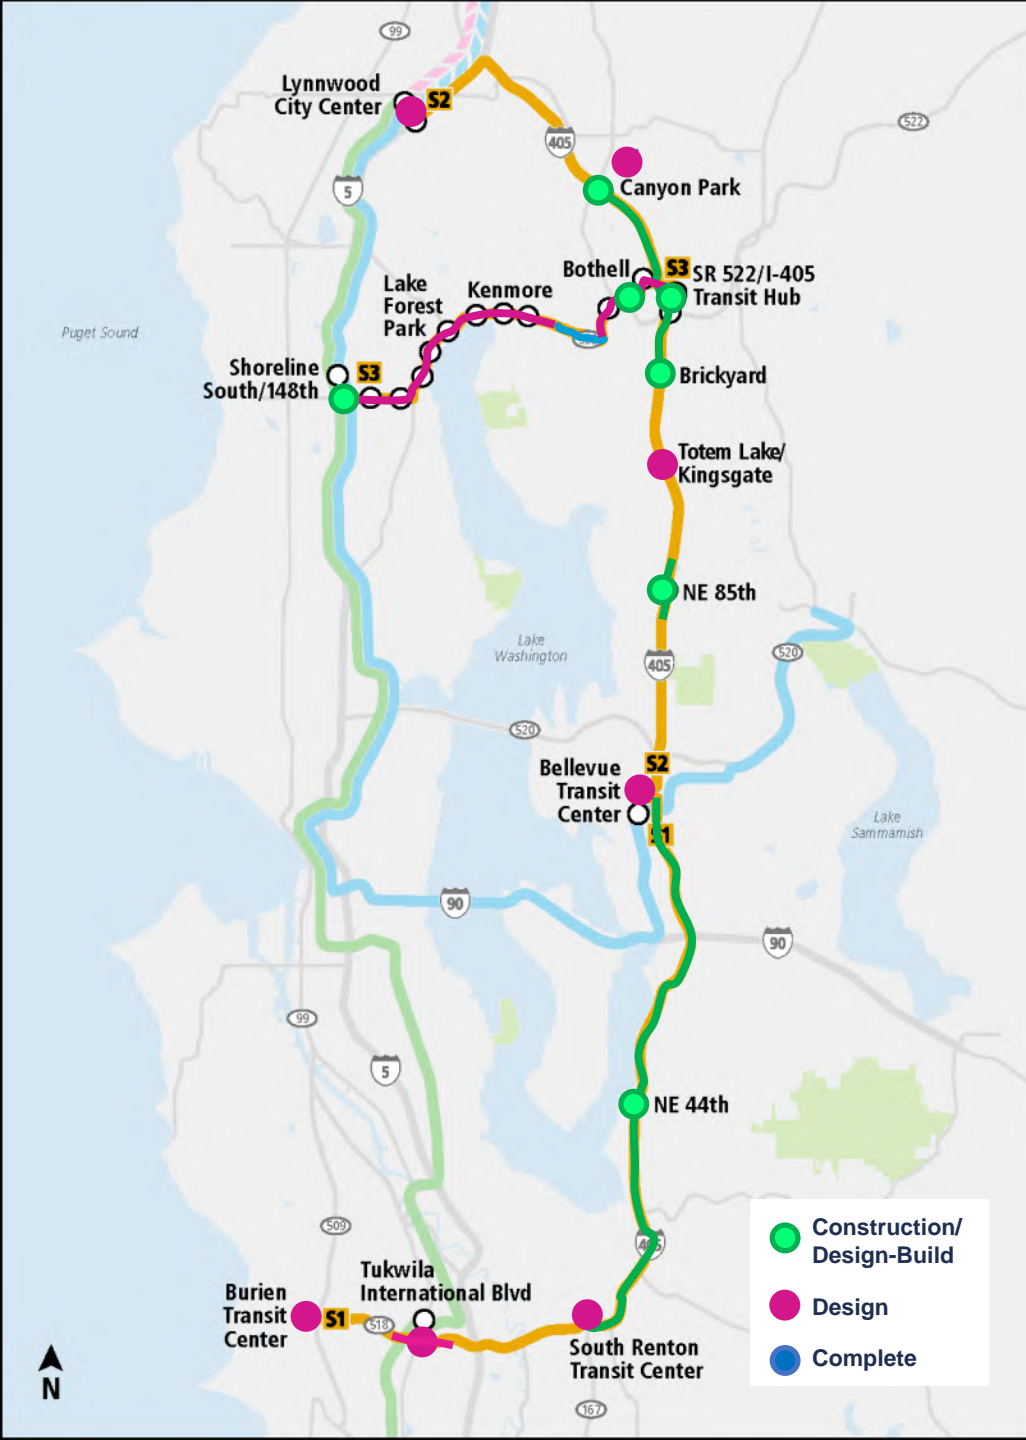 99
Lynnwood
City Center
S2
522
405
Canyon Park
5
Bothell
S3
SR 522/I-405
Transit Hub
Lake
Forest
Park
Kenmore
Puget Sound
Shoreline
South/148th
S3
Brickyard
Totem Lake/
Kingsgate
NE 85th
Lake
Washington
405
520
520
S2
Bellevue
Transit
Center
S1
Lake
Sammamish
90
90
99
5
NE 44th
509
405
Construction/
Design-Build
Design
Complete
Tukwila
International Blvd
Burien
Transit
Center
S1
518
South Renton
Transit Center
N
167